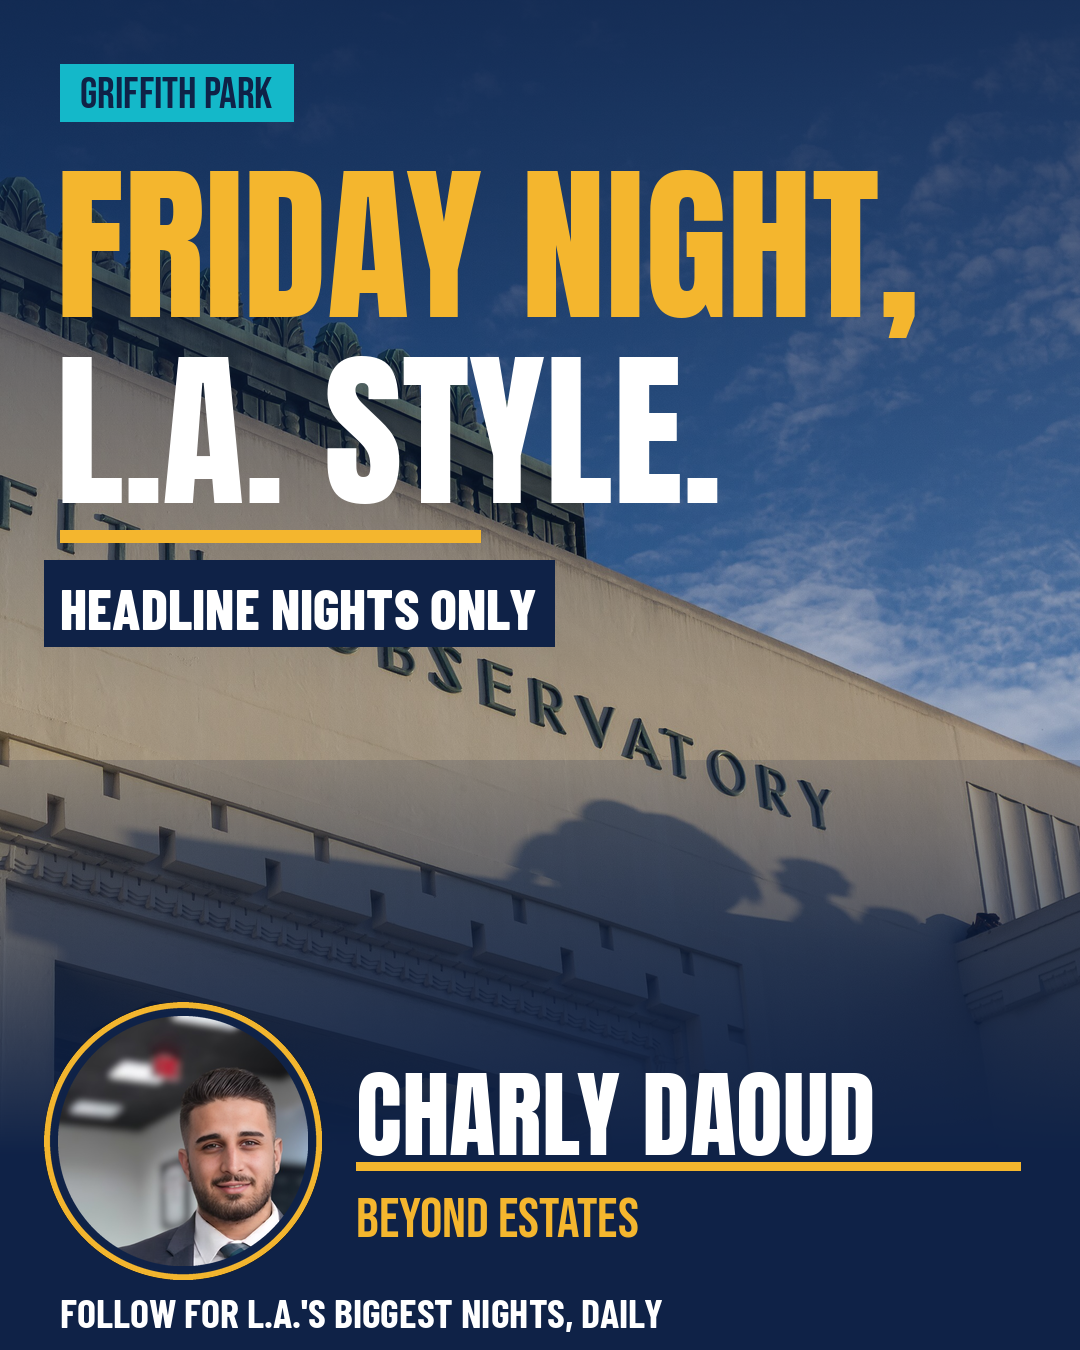 GRIFFITH PARK
FRIDAY NIGHT,
L.A. STYLE.
HEADLINE NIGHTS ONLY
OBSERVATORY
CHARLY DAOUD
BEYOND ESTATES
FOLLOW FOR L.A.'S BIGGEST NIGHTS, DAILY